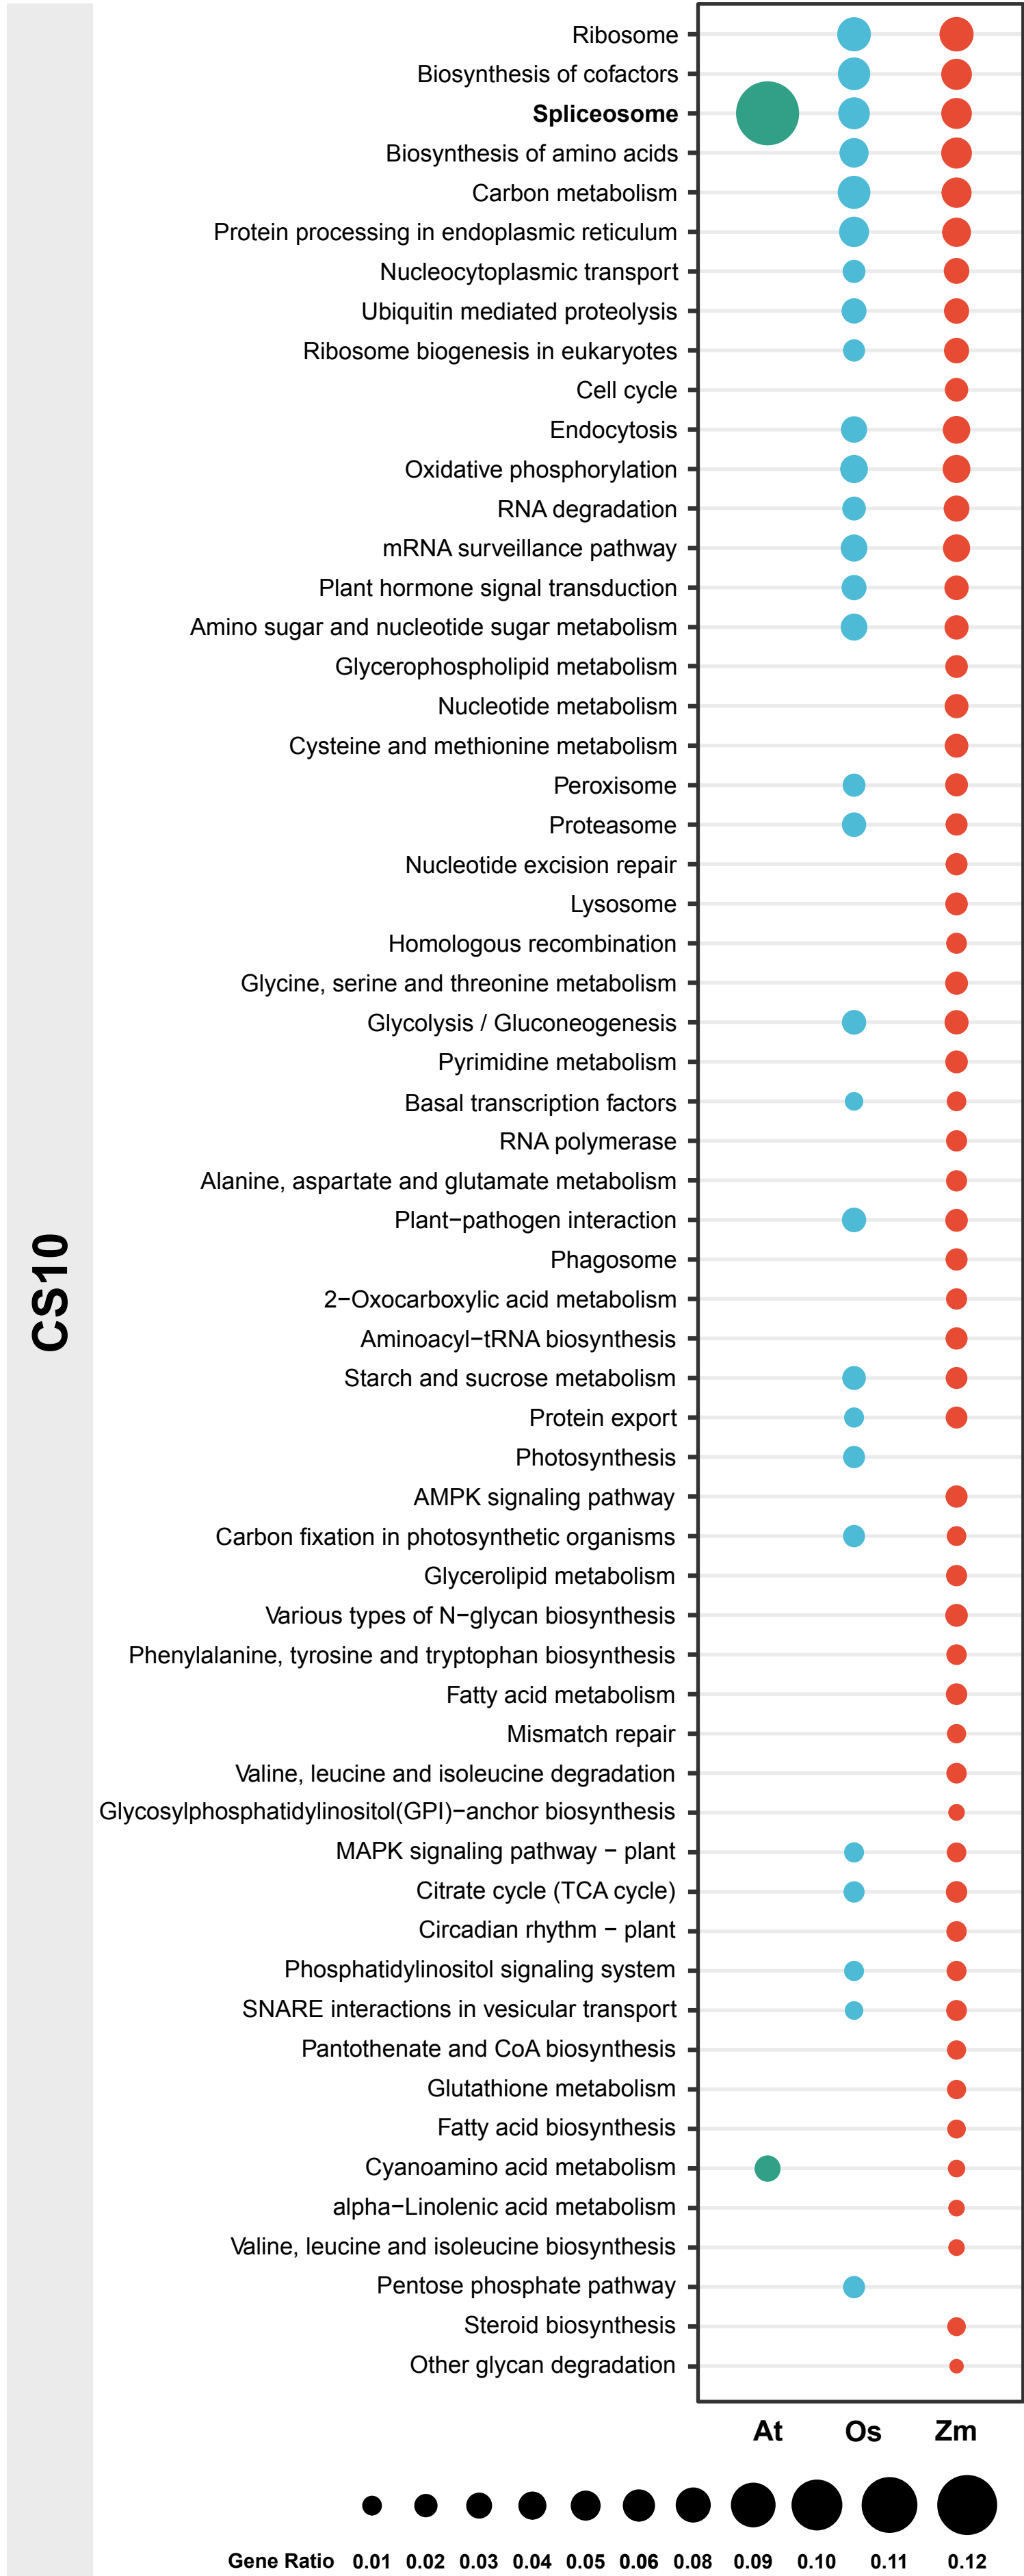 CS10
Ribosome
Biosynthesis of cofactors
Spliceosome
Biosynthesis of amino acids
Carbon metabolism
Protein processing in endoplasmic reticulum
Nucleocytoplasmic transport
Ubiquitin mediated proteolysis
Ribosome biogenesis in eukaryotes
Cell cycle
Endocytosis
Oxidative phosphorylation
RNA degradation
mRNA surveillance pathway
Plant hormone signal transduction
Amino sugar and nucleotide sugar metabolism
Glycerophospholipid metabolism
Nucleotide metabolism
Cysteine and methionine metabolism
Peroxisome
Proteasome
Nucleotide excision repair
Lysosome
Homologous recombination
Glycine, serine and threonine metabolism
Glycolysis / Gluconeogenesis
Pyrimidine metabolism
Basal transcription factors
RNA polymerase
Alanine, aspartate and glutamate metabolism
Plant−pathogen interaction
Phagosome
2−Oxocarboxylic acid metabolism
Aminoacyl−tRNA biosynthesis
Starch and sucrose metabolism
Protein export
Photosynthesis
AMPK signaling pathway
Carbon fixation in photosynthetic organisms
Glycerolipid metabolism
Various types of N−glycan biosynthesis
Phenylalanine, tyrosine and tryptophan biosynthesis
Fatty acid metabolism
Mismatch repair
Valine, leucine and isoleucine degradation
Glycosylphosphatidylinositol(GPI)−anchor biosynthesis
MAPK signaling pathway − plant
Citrate cycle (TCA cycle)
Circadian rhythm − plant
Phosphatidylinositol signaling system
SNARE interactions in vesicular transport
Pantothenate and CoA biosynthesis
Glutathione metabolism
Fatty acid biosynthesis
Cyanoamino acid metabolism
alpha−Linolenic acid metabolism
Valine, leucine and isoleucine biosynthesis
Pentose phosphate pathway
Steroid biosynthesis
Other glycan degradation
At Os Zm
Gene Ratio 0.01 0.02 0.03 0.04 0.05 0.06 0.08 0.09 0.10 0.11 0.12